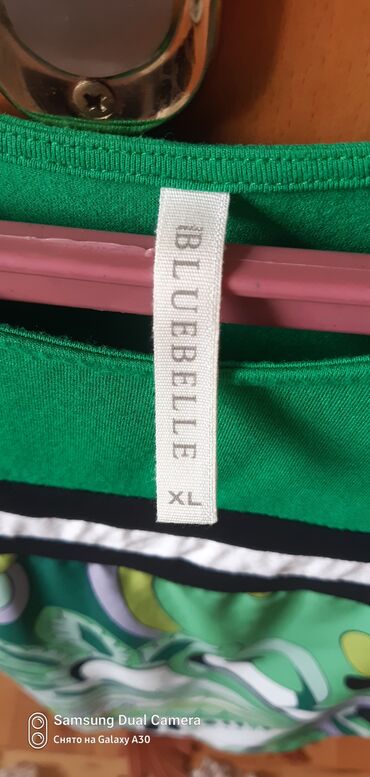 BLUEBELLE
XL
Samsung Dual Camera
Снято на Galaxy A30